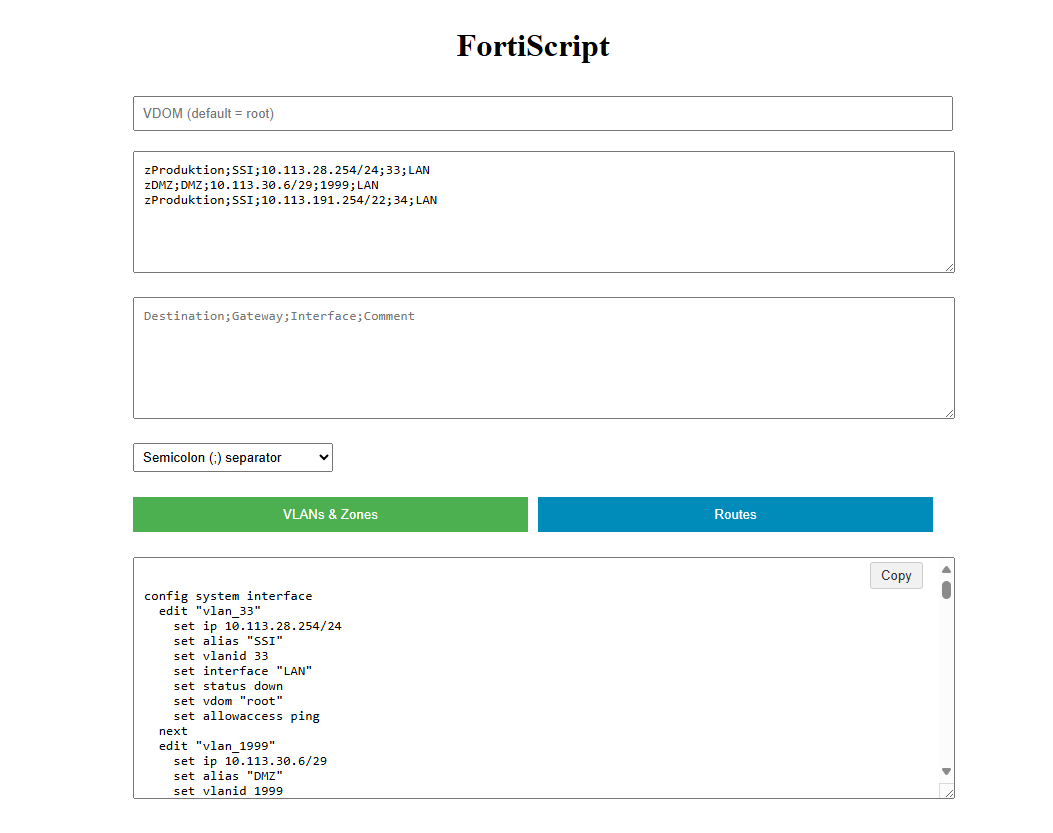 FortiScript
VDOM (default = root)
zProduktion;SSI;10.113.28.254/24;33;LAN
zDMZ;DMZ;10.113.30.6/29;1999;LAN
zProduktion;SSI;10.113.191.254/22;34;LAN
Destination;Gateway;Interface;Comment
Semicolon (;) separator
VLANs & Zones
Routes
Copy
config system interface
  edit "vlan_33"
    set ip 10.113.28.254/24
    set alias "SSI"
    set vlanid 33
    set interface "LAN"
    set status down
    set vdom "root"
    set allowaccess ping
  next
  edit "vlan_1999"
    set ip 10.113.30.6/29
    set alias "DMZ"
    set vlanid 1999